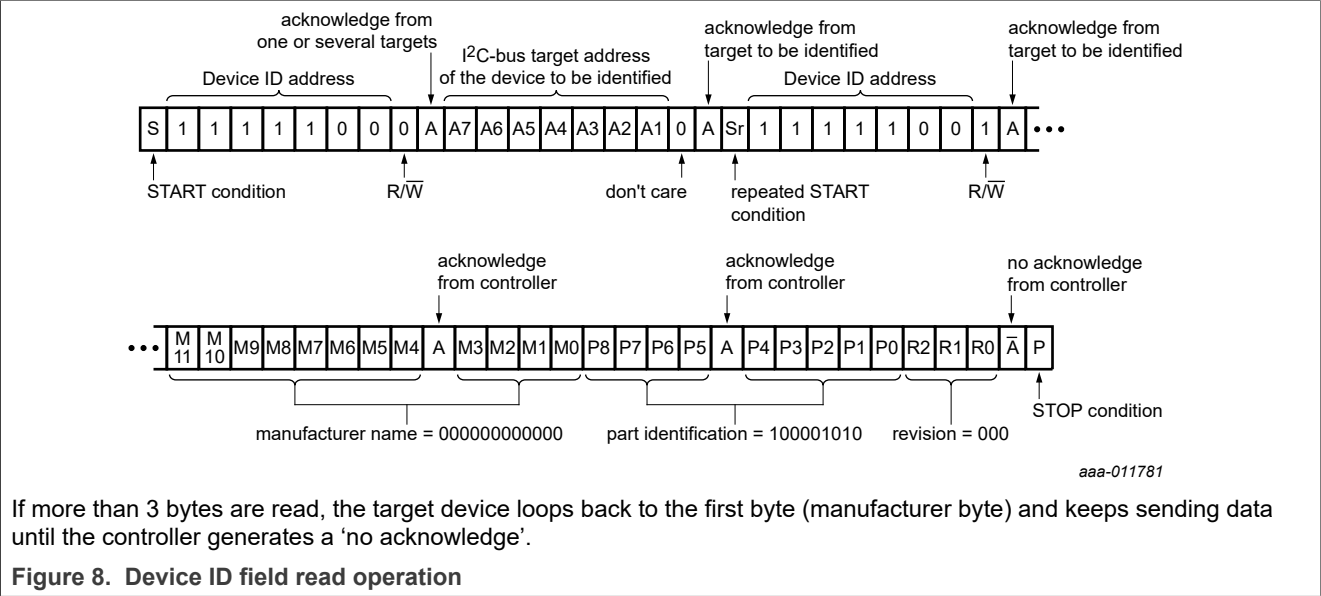 acknowledge from
one or several targets
I2C-bus target address
of the device to be identified
acknowledge from
target to be identified
acknowledge from
target to be identified
Device ID address
Device ID address
S 1 1 1 1 1 0 0 0 A A7 A6 A5 A4 A3 A2 A1 0 A Sr 1 1 1 1 1 0 0 1 A •••
START condition
R/W̅
don't care
repeated START
condition
R/W̅
acknowledge
from controller
acknowledge
from controller
no acknowledge
from controller
••• M11 M10 M9 M8 M7 M6 M5 M4 A M3 M2 M1 M0 P8 P7 P6 P5 A P4 P3 P2 P1 P0 R2 R1 R0 A̅ P
STOP condition
manufacturer name = 000000000000
part identification = 100001010
revision = 000
aaa-011781
If more than 3 bytes are read, the target device loops back to the first byte (manufacturer byte) and keeps sending data
until the controller generates a ‘no acknowledge’.
Figure 8. Device ID field read operation